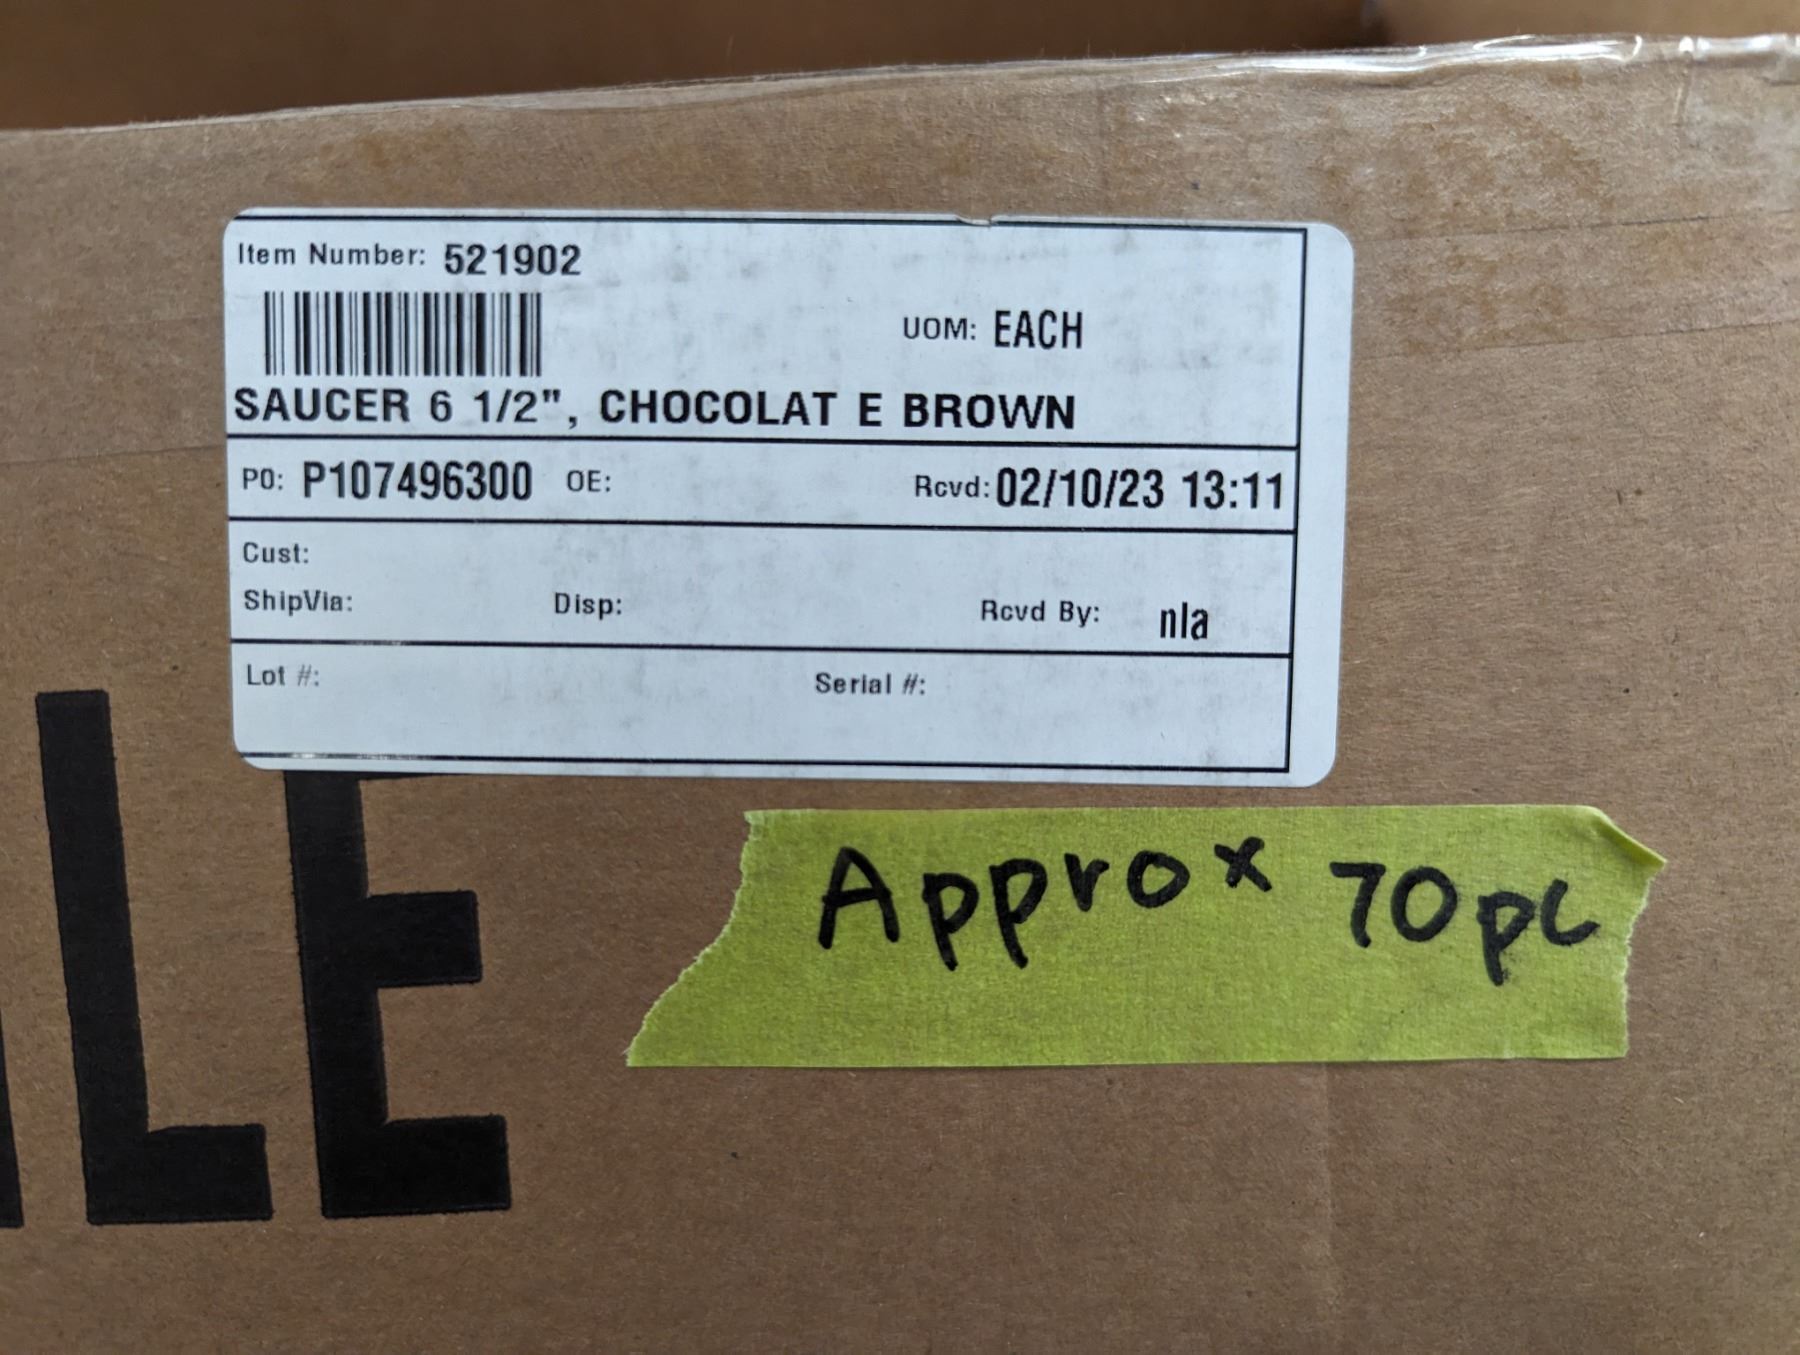 Item Number: 521902
UOM: EACH
SAUCER 6 1/2", CHOCOLAT E BROWN
PO: P107496300 OE: Rcvd: 02/10/23 13:11
Cust:
ShipVia: Disp: Rcvd By: nla
Lot #: Serial #:
Approx 70pc
LE